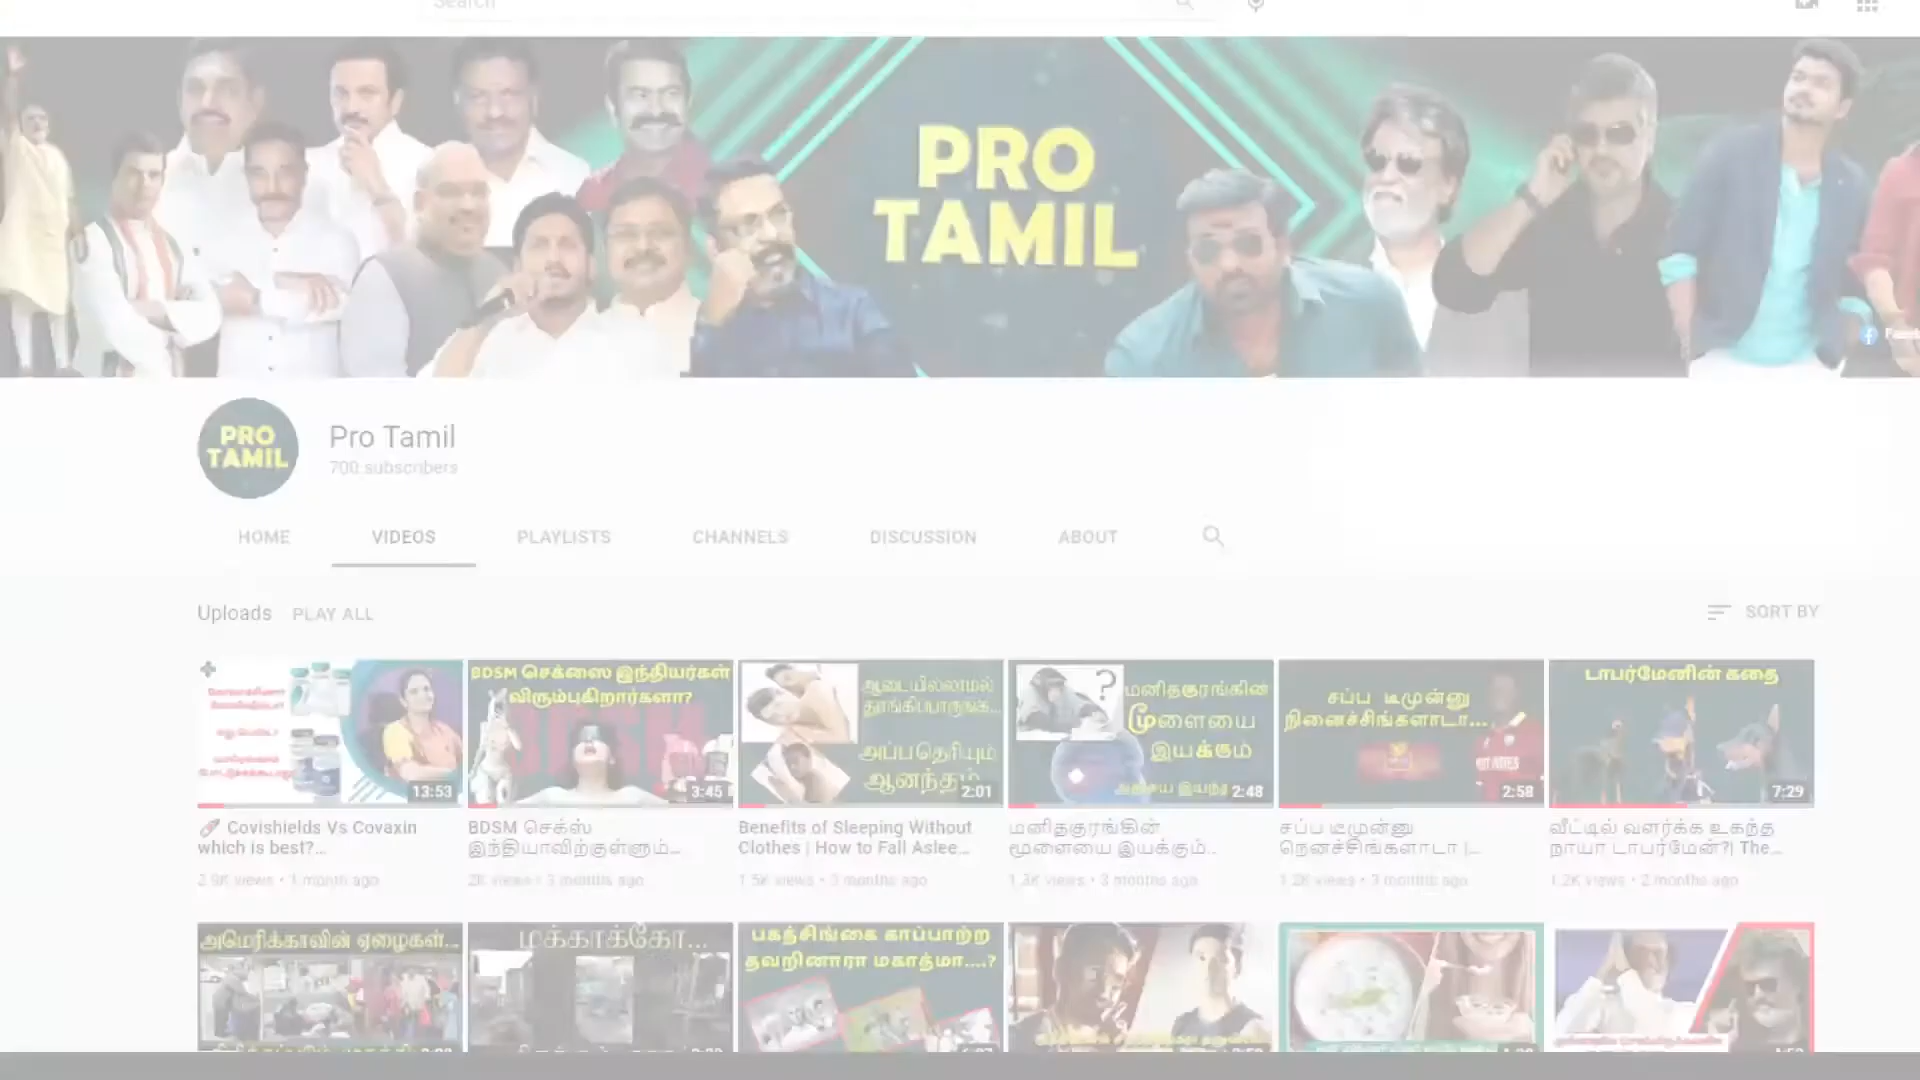 Search
PRO
TAMIL
PRO
TAMIL
Pro Tamil
700 subscribers
HOME
VIDEOS
PLAYLISTS
CHANNELS
DISCUSSION
ABOUT
Uploads
PLAY ALL
SORT BY
13:53
BDSM செக்ஸை இந்தியர்கள்
விரும்புகிறார்களா?
3:45
ஆடையில்லாமல்
தூங்கிப்பாருங்க...
அப்பதெரியும்
ஆனந்தம்
2:01
?
மனிதகுரங்கின்
மூளையை
இயக்கும்
2:48
சப்ப டீமுன்னு
நினைச்சிங்களாடா...
2:58
டாபர்மேனின் கதை
7:29
Covishields Vs Covaxin
which is best?...
BDSM செக்ஸ்
இந்தியாவிற்குள்ளும்...
Benefits of Sleeping Without
Clothes | How to Fall Aslee...
மனிதகுரங்கின்
மூளையை இயக்கும்..
சப்ப டீமுன்னு
நெனச்சிங்களாடா |...
வீட்டில் வளர்க்க உகந்த
நாயா டாபர்மேன்?| The...
2.9K views • 1 month ago
2K views • 3 months ago
1.5K views • 3 months ago
1.3K views • 3 months ago
1.2K views • 3 months ago
1.2K views • 2 months ago
அமெரிக்காவின் ஏழைகள்...
மக்காக்கோ...
பகத்சிங்கை காப்பாற்ற
தவறினாரா மகாத்மா....?